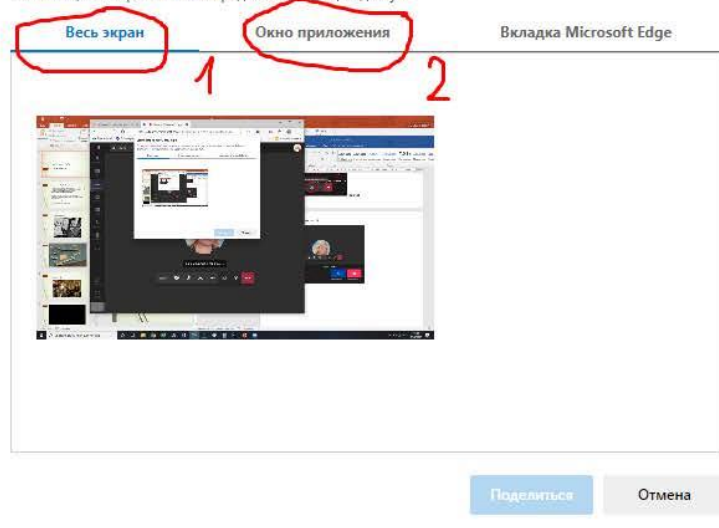 Весь экран
Окно приложения
Вкладка Microsoft Edge
1
2
Поделиться
Отмена